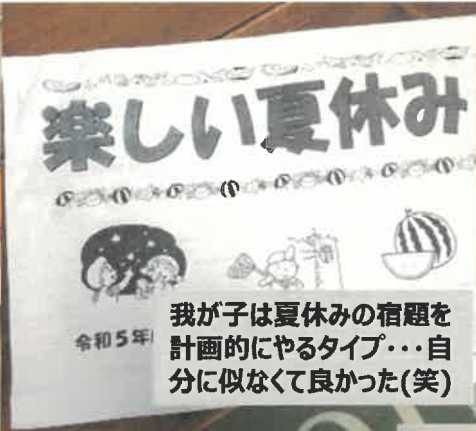 楽しい夏休み
令和5年
我が子は夏休みの宿題を
計画的にやるタイプ・・・自
分に似なくて良かった(笑)